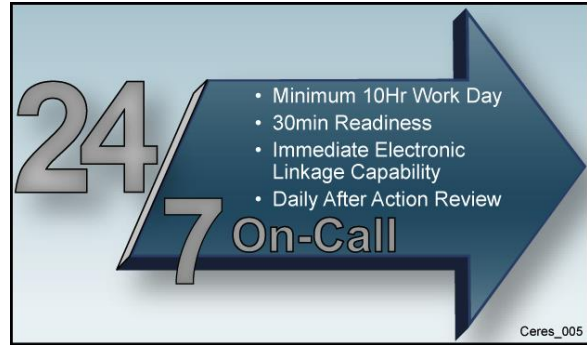 24
/
7 On-Call
• Minimum 10Hr Work Day
• 30min Readiness
• Immediate Electronic
Linkage Capability
• Daily After Action Review
Ceres_005